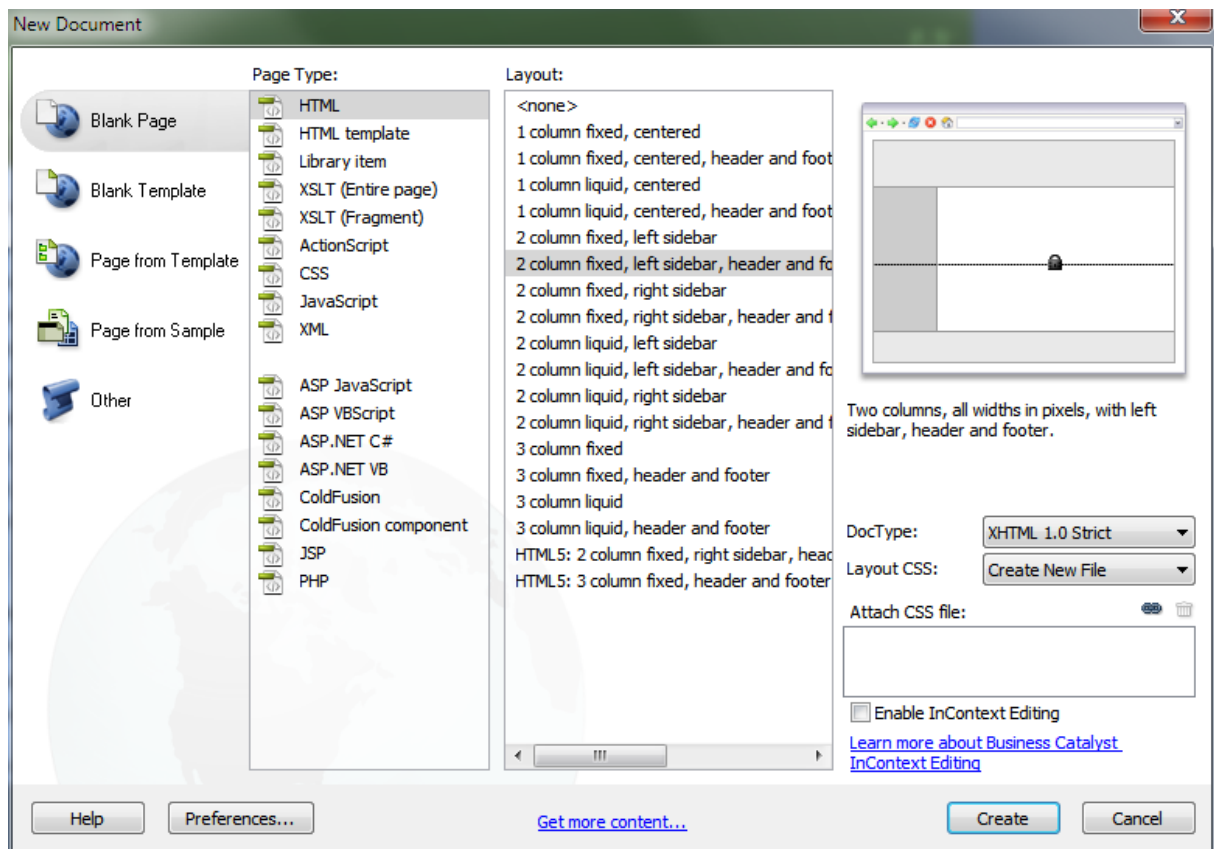 New Document
Blank Page
Blank Template
Page from Template
Page from Sample
Other
Page Type:
HTML
HTML template
Library item
XSLT (Entire page)
XSLT (Fragment)
ActionScript
CSS
JavaScript
XML
ASP JavaScript
ASP VBScript
ASP.NET C#
ASP.NET VB
ColdFusion
ColdFusion component
JSP
PHP
Layout:
<none>
1 column fixed, centered
1 column fixed, centered, header and foot
1 column liquid, centered
1 column liquid, centered, header and foot
2 column fixed, left sidebar
2 column fixed, left sidebar, header and fo
2 column fixed, right sidebar
2 column fixed, right sidebar, header and f
2 column liquid, left sidebar
2 column liquid, left sidebar, header and fo
2 column liquid, right sidebar
2 column liquid, right sidebar, header and f
3 column fixed
3 column fixed, header and footer
3 column liquid
3 column liquid, header and footer
HTML5: 2 column fixed, right sidebar, head
HTML5: 3 column fixed, header and footer
Two columns, all widths in pixels, with left
sidebar, header and footer.
DocType: XHTML 1.0 Strict
Layout CSS: Create New File
Attach CSS file:
Enable InContext Editing
Learn more about Business Catalyst
InContext Editing
Help Preferences... Get more content... Create Cancel